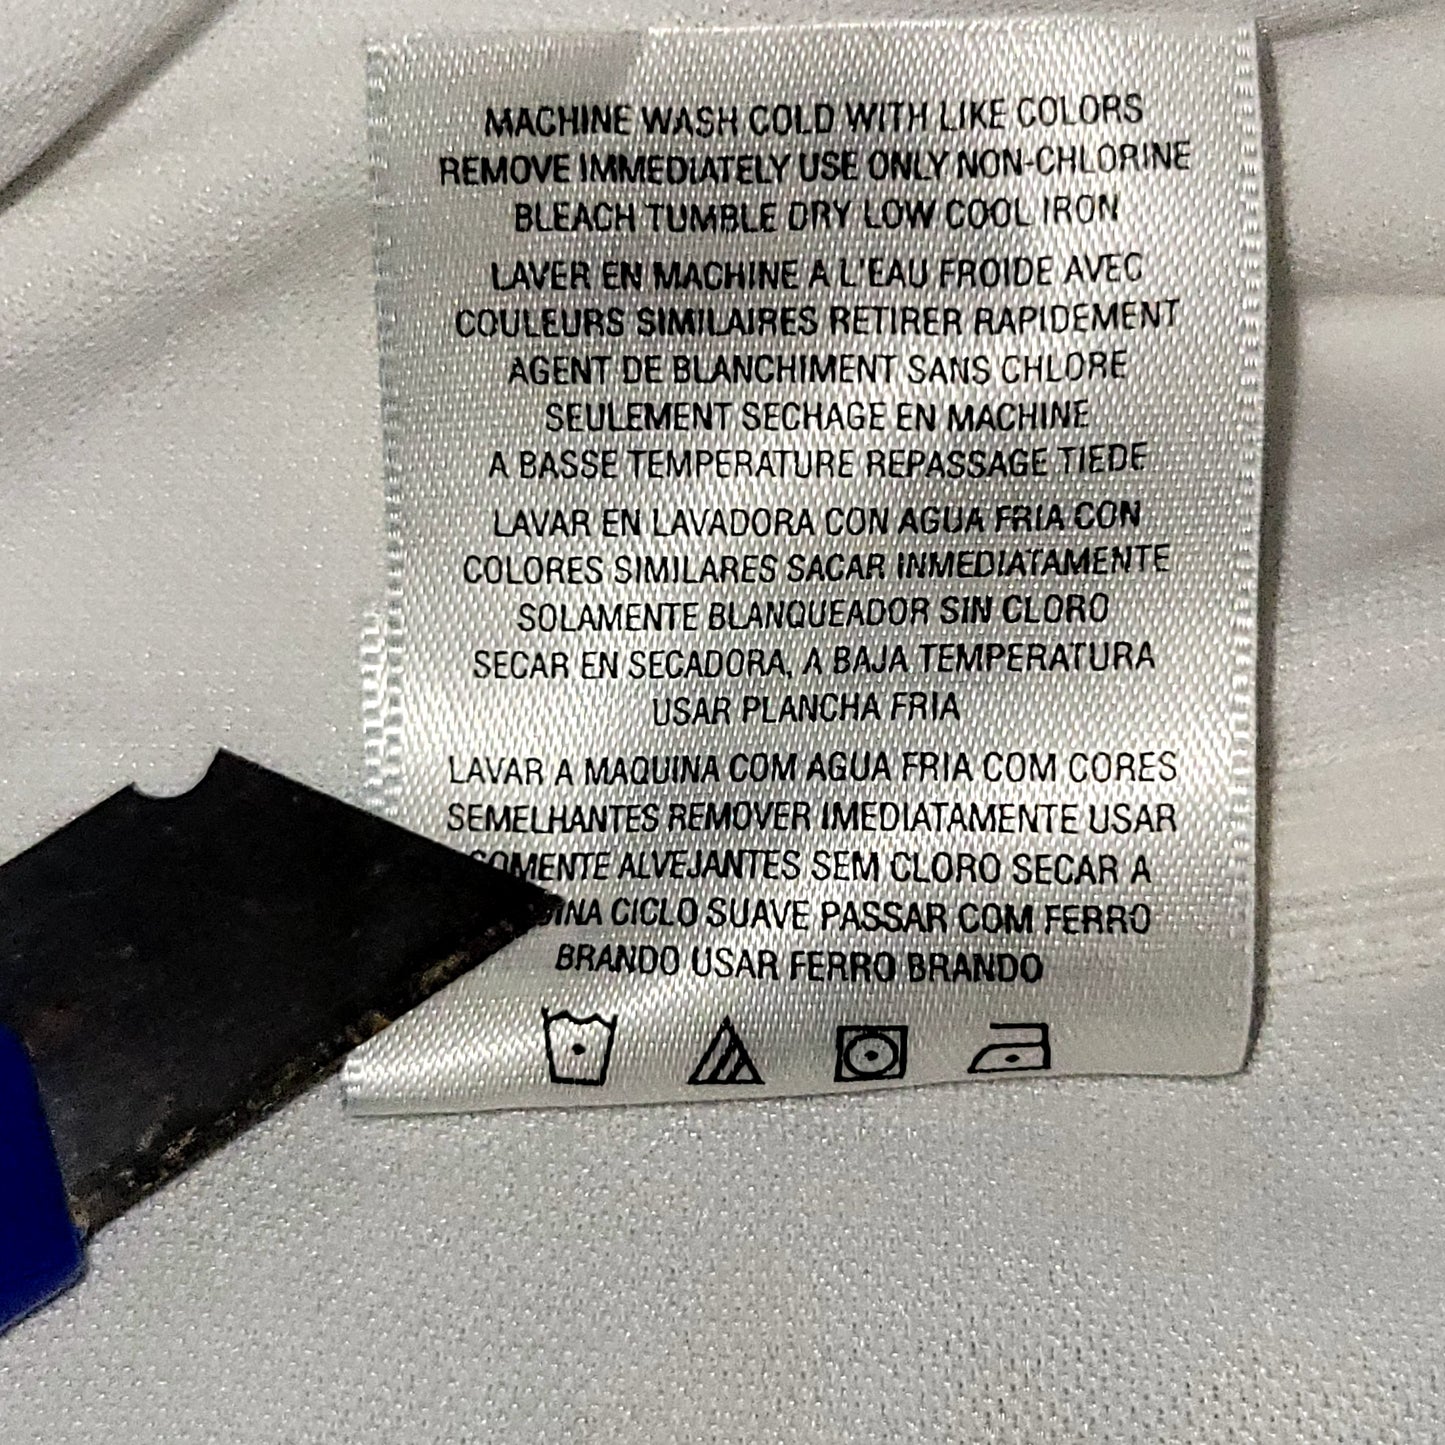 MACHINE WASH COLD WITH LIKE COLORS
REMOVE IMMEDIATELY USE ONLY NON-CHLORINE
BLEACH TUMBLE DRY LOW COOL IRON
LAVER EN MACHINE A L'EAU FROIDE AVEC
COULEURS SIMILAIRES RETIRER RAPIDEMENT
AGENT DE BLANCHIMENT SANS CHLORE
SEULEMENT SECHAGE EN MACHINE
A BASSE TEMPERATURE REPASSAGE TIEDE
LAVAR EN LAVADORA CON AGUA FRIA CON
COLORES SIMILARES SACAR INMEDIATAMENTE
SOLAMENTE BLANQUEADOR SIN CLORO
SECAR EN SECADORA, A BAJA TEMPERATURA
USAR PLANCHA FRIA
LAVAR A MAQUINA COM AGUA FRIA COM CORES
SEMELHANTES REMOVER IMEDIATAMENTE USAR
SOMENTE ALVEJANTES SEM CLORO SECAR A
CICLO SUAVE PASSAR COM FERRO
BRANDO USAR FERRO BRANDO